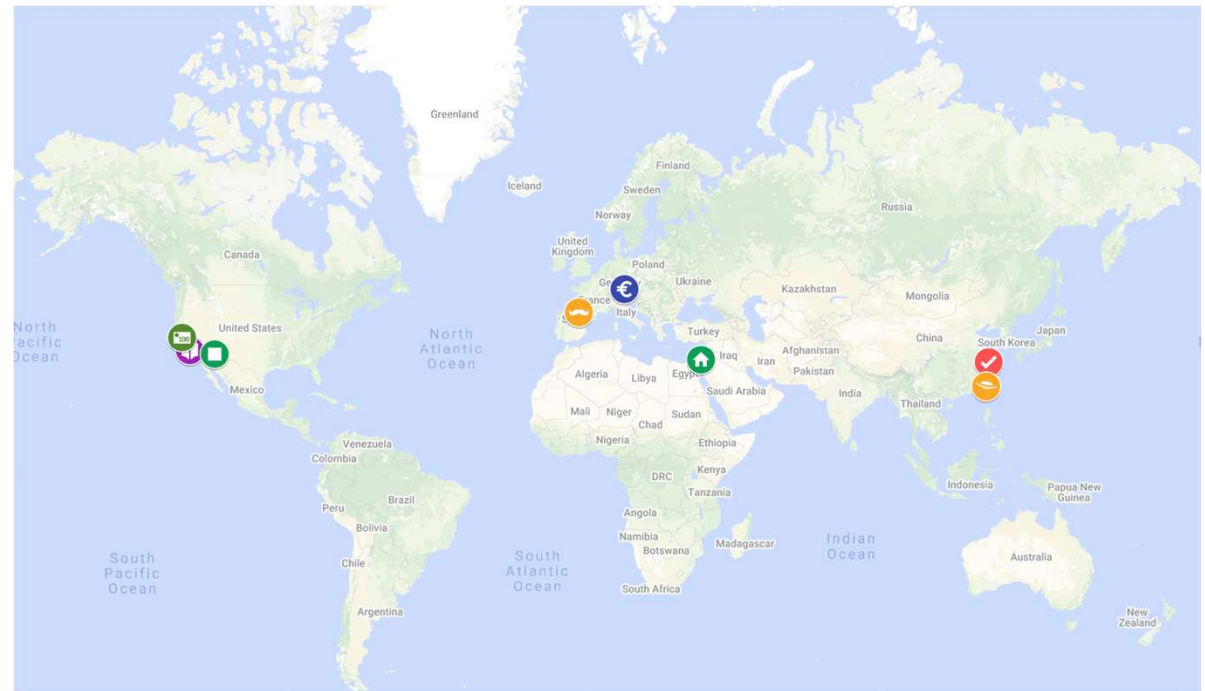 Greenland
Finland
Iceland
Sweden
Russia
Norway
United
Kingdom
Canada
Poland
Ukraine
Kazakhstan
Mongolia
Italy
North
Ocean
United States
North
Atlantic
Ocean
Turkey
China
Japan
South Korea
Iraq
Iran
Afghanistan
Pakistan
Algeria
Libya
Saudi Arabia
India
Mexico
Thailand
Mali
Niger
Chad
Sudan
Nigeria
Ethiopia
Venezuela
Colombia
DRC
Kenya
Tanzania
Indonesia
Papua New
Guinea
Peru
Brazil
Bolivia
Angola
Namibia
Botswana
Madagascar
Indian
Ocean
Australia
South
Pacific
Ocean
Chile
South
Atlantic
Ocean
South Africa
Argentina
New
Zealand
€
100